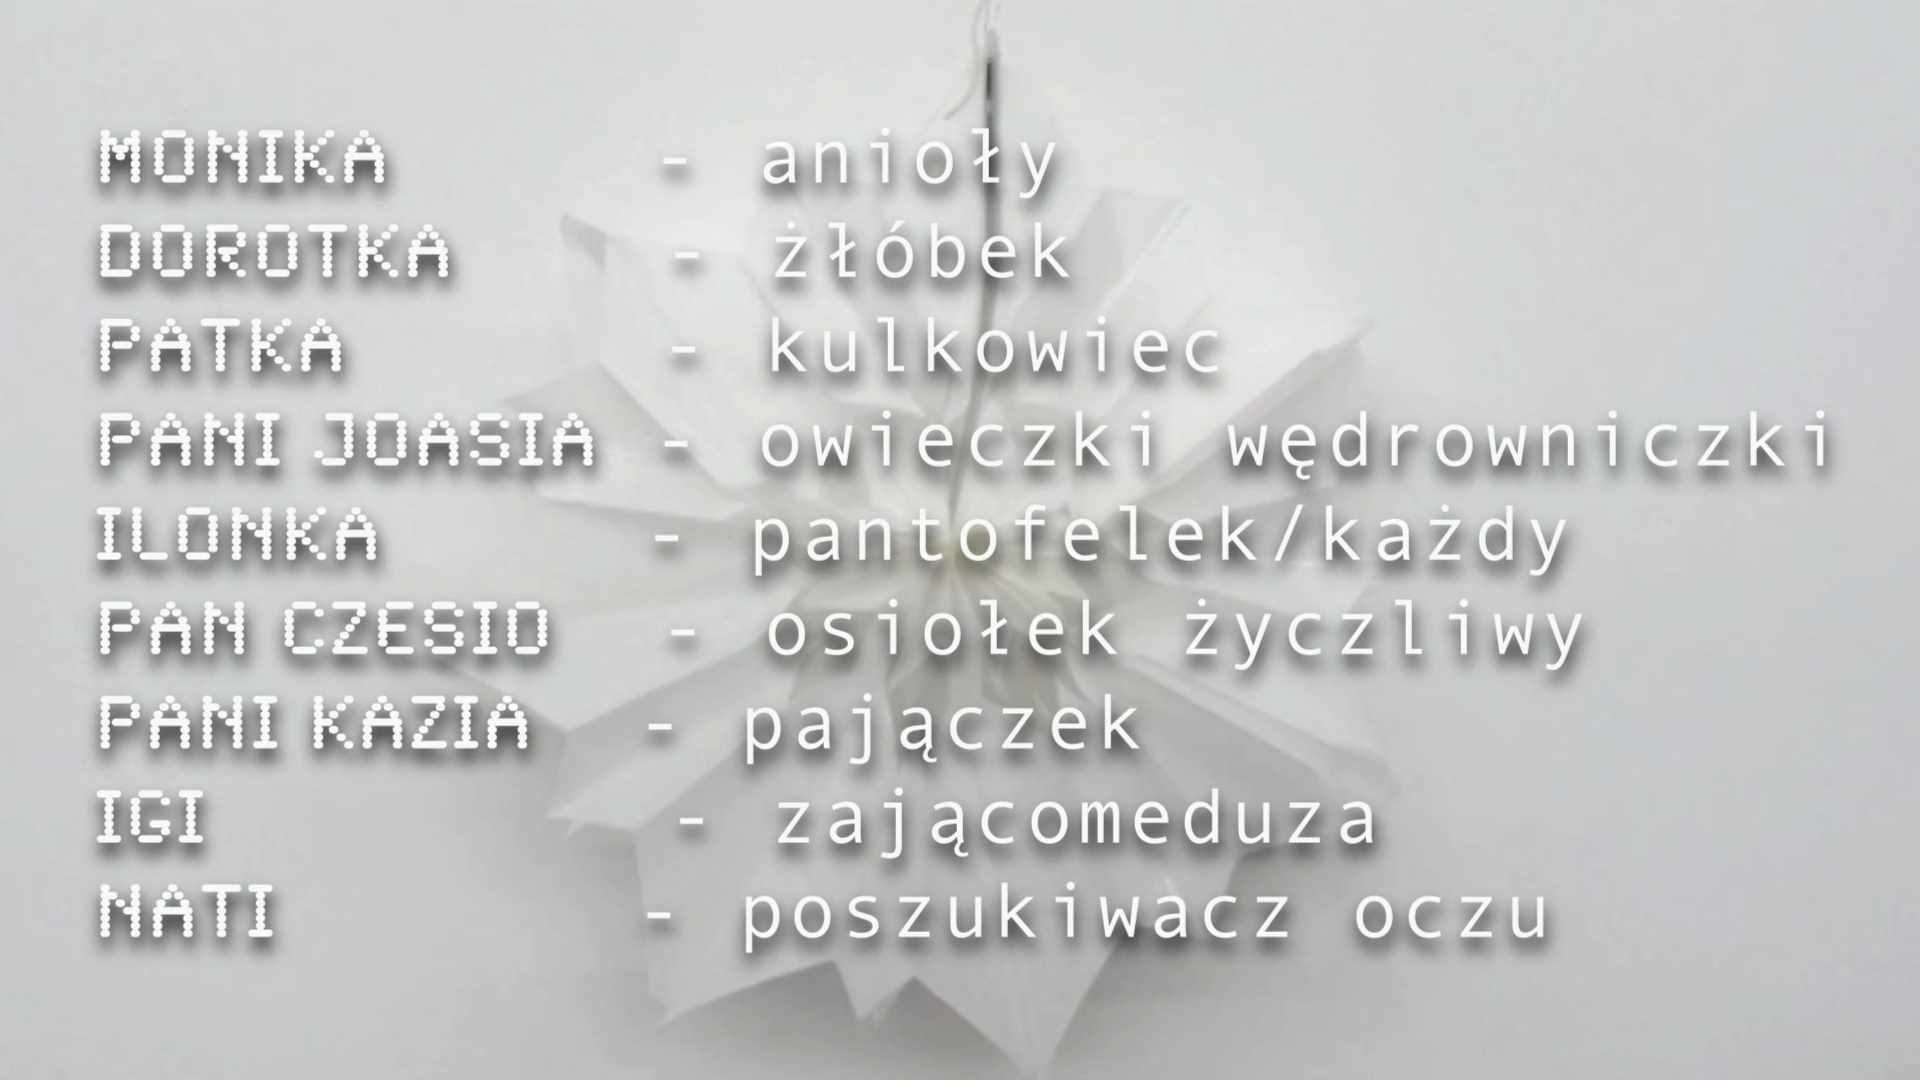 MONIKA - anioły
DOROTKA - żłóbek
PATKA - kulkowiec
PANI JOASIA - owieczki wędrowniczki
ILONKA - pantofelek/każdy
PAN CZESIO - osiołek życzliwy
PANI KAZIA - pajączek
IGI - zającomeduza
NATI - poszukiwacz oczu